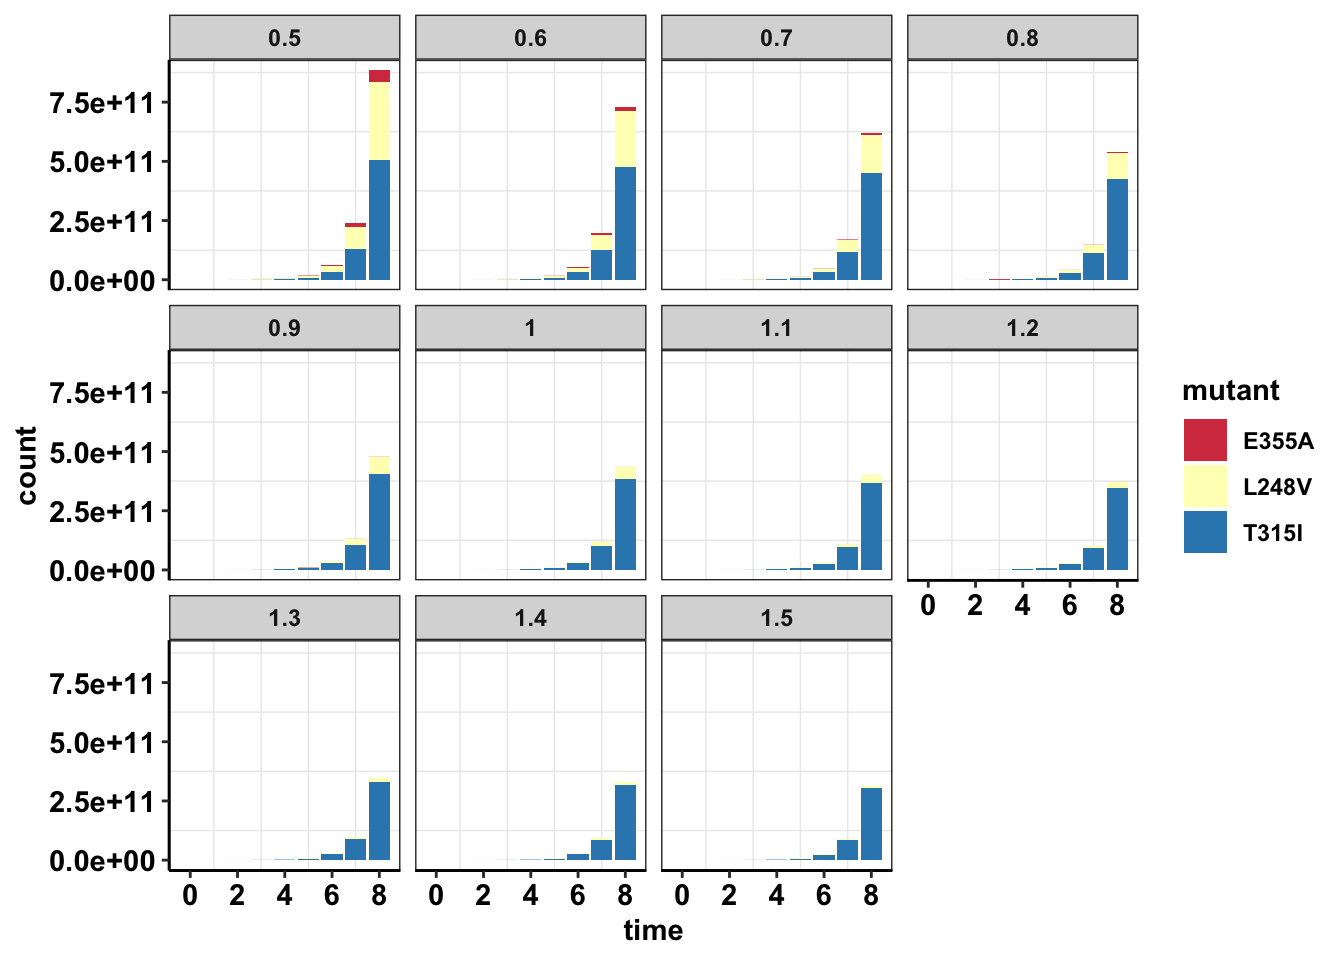 0.5 0.6 0.7 0.8
7.5e+11
5.0e+11
2.5e+11
0.0e+00
0.9 1 1.1 1.2
7.5e+11
5.0e+11
2.5e+11
0.0e+00
0 2 4 6 8
1.3 1.4 1.5
7.5e+11
5.0e+11
2.5e+11
0.0e+00
0 2 4 6 8 0 2 4 6 8 0 2 4 6 8
time
count
mutant
E355A
L248V
T315I